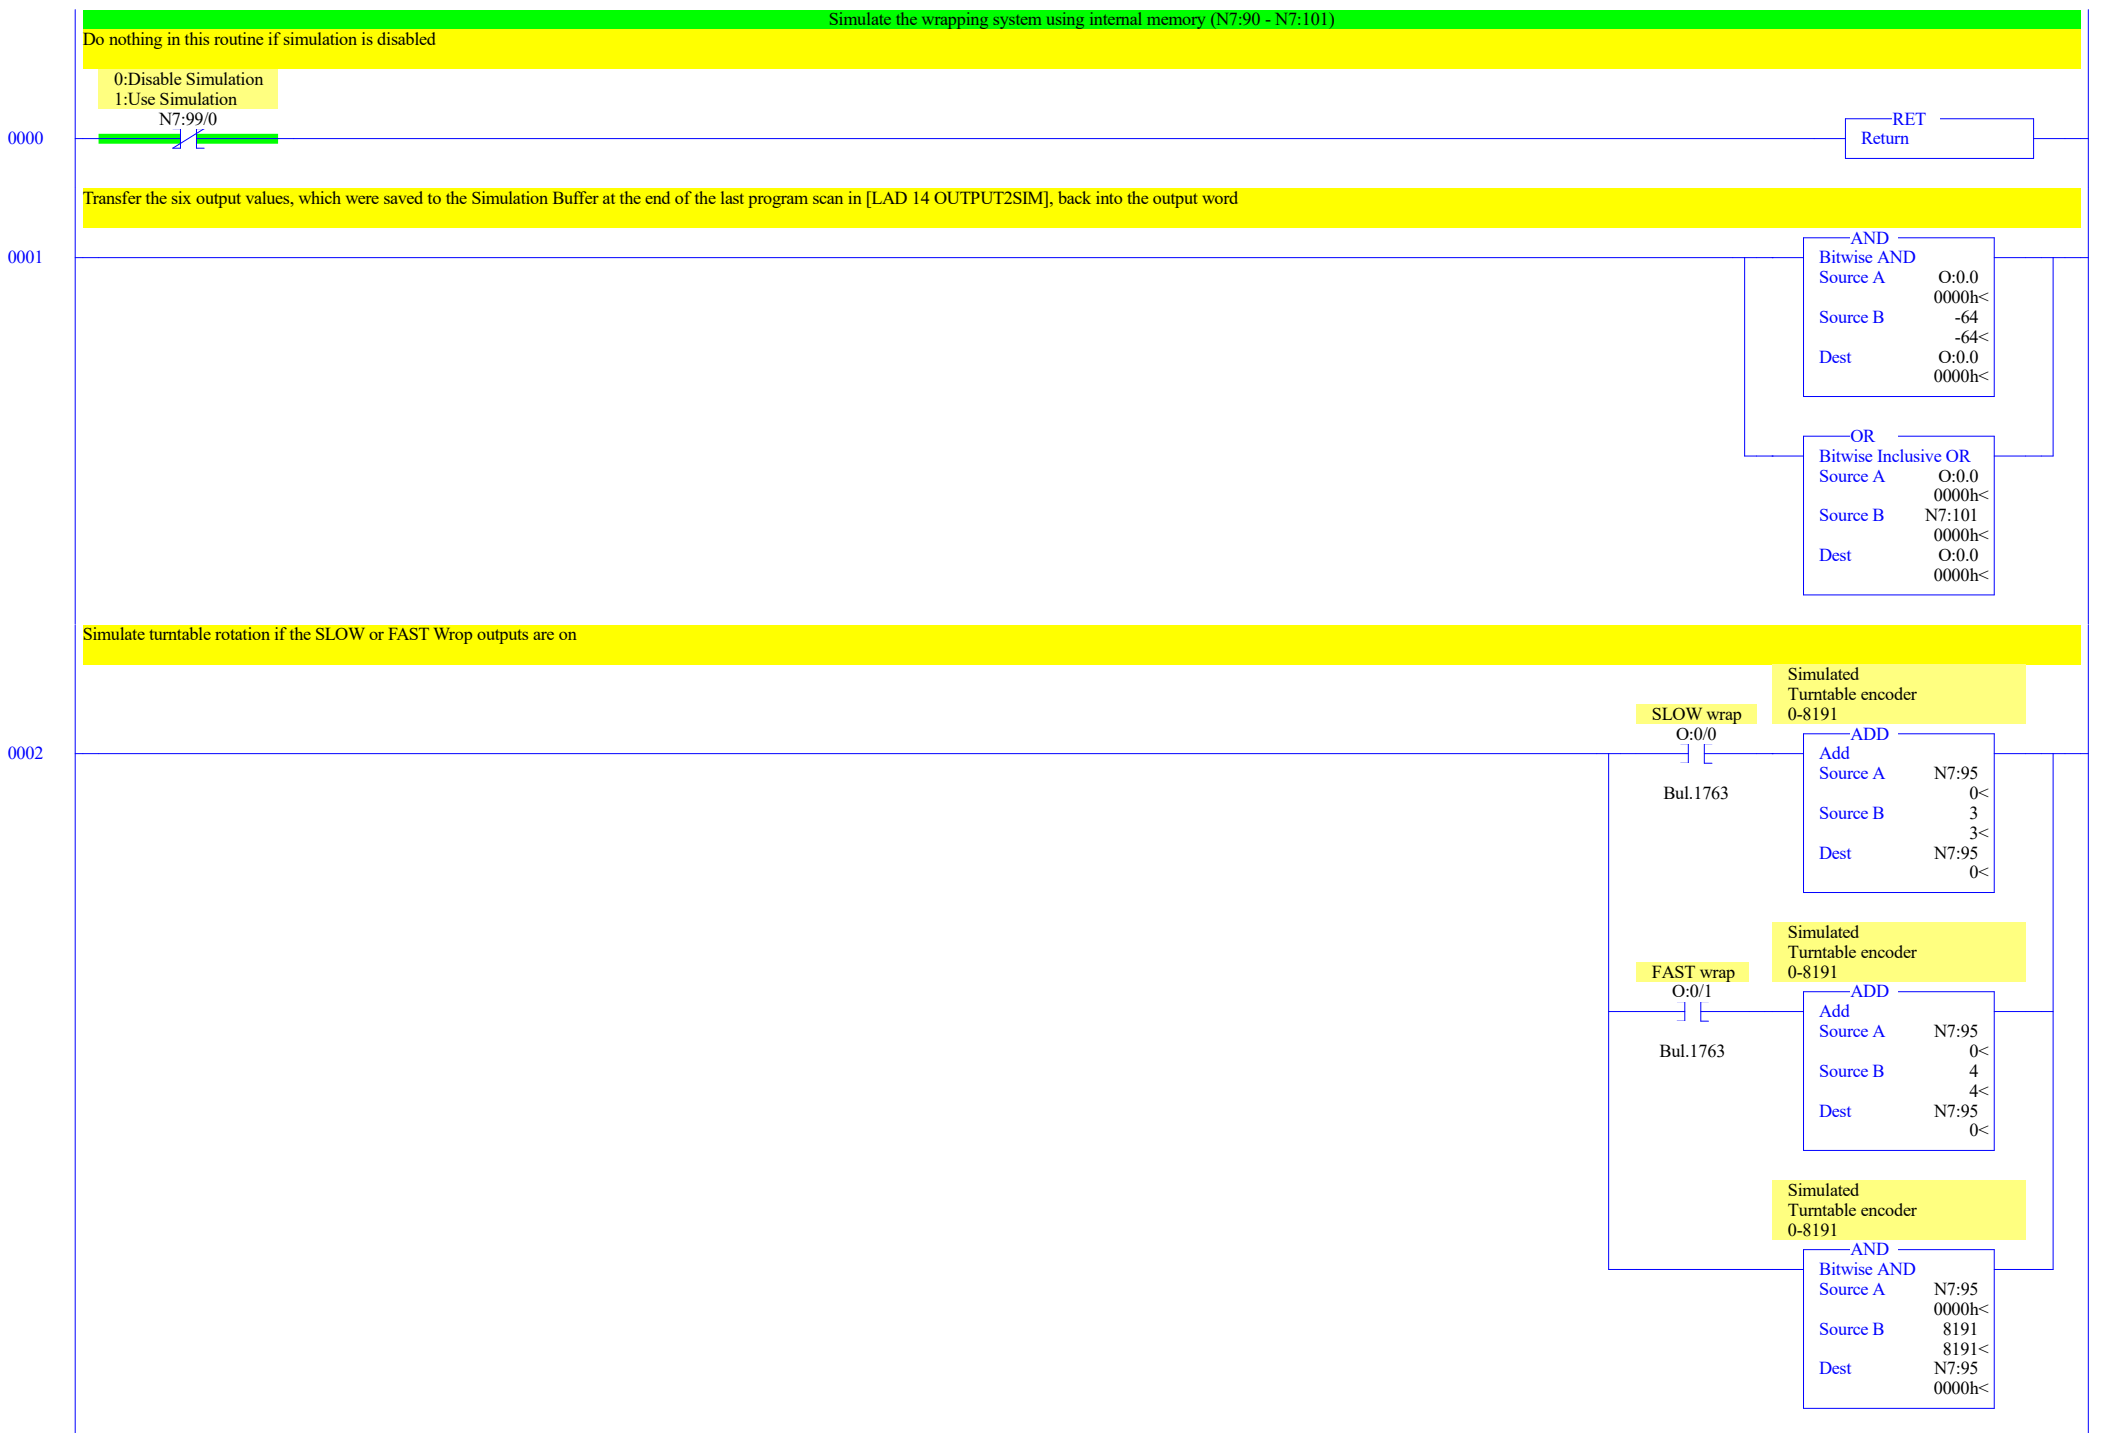 Simulate the wrapping system using internal memory (N7:90 - N7:101)
Do nothing in this routine if simulation is disabled
0:Disable Simulation
1:Use Simulation
N7:99/0
0000
RET
Return
Transfer the six output values, which were saved to the Simulation Buffer at the end of the last program scan in [LAD 14 OUTPUT2SIM], back into the output word
0001
AND
Bitwise AND
Source A O:0.0
0000h<
Source B -64
-64<
Dest O:0.0
0000h<
OR
Bitwise Inclusive OR
Source A O:0.0
0000h<
Source B N7:101
0000h<
Dest O:0.0
0000h<
Simulate turntable rotation if the SLOW or FAST Wrop outputs are on
0002
SLOW wrap
O:0/0
Bul.1763
Simulated
Turntable encoder
0-8191
ADD
Add
Source A N7:95
0<
Source B 3
3<
Dest N7:95
0<
FAST wrap
O:0/1
Bul.1763
Simulated
Turntable encoder
0-8191
ADD
Add
Source A N7:95
0<
Source B 4
4<
Dest N7:95
0<
Simulated
Turntable encoder
0-8191
AND
Bitwise AND
Source A N7:95
0000h<
Source B 8191
8191<
Dest N7:95
0000h<